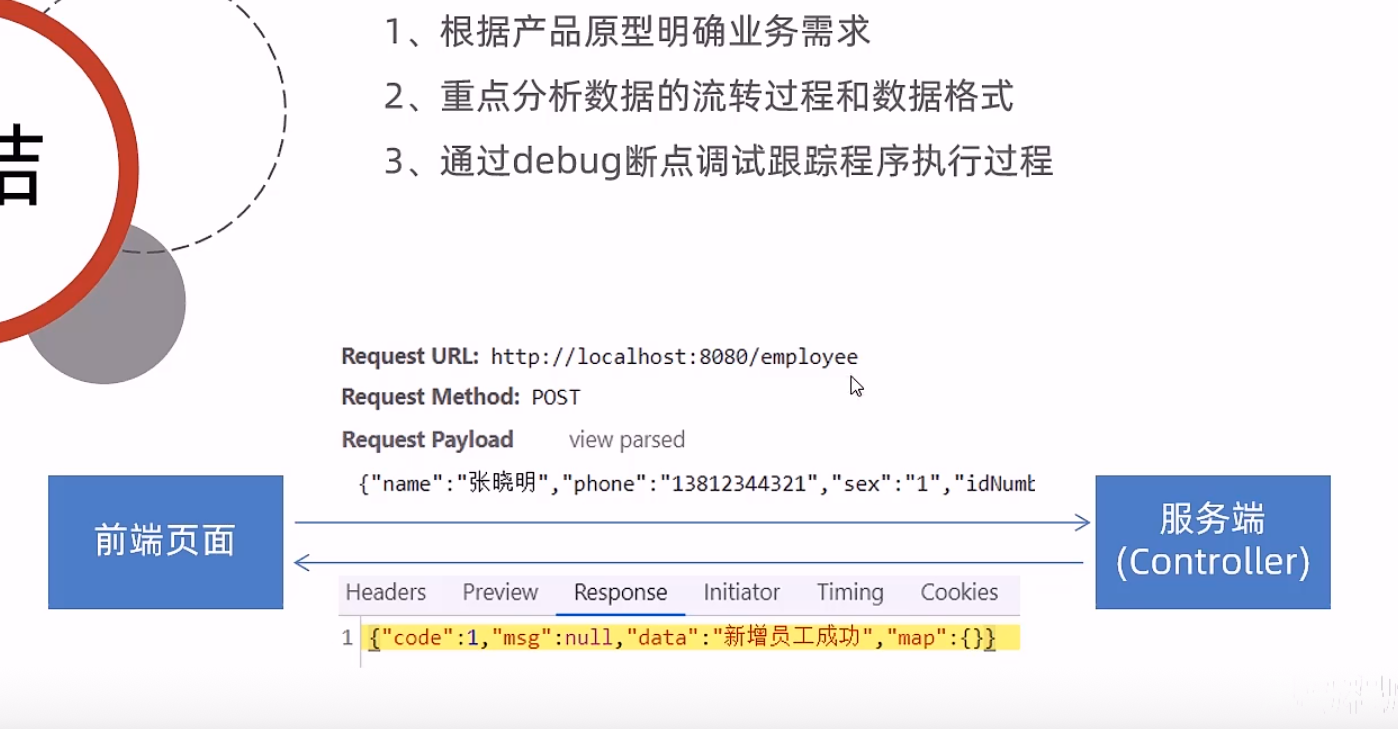 1、根据产品原型明确业务需求
2、重点分析数据的流转过程和数据格式
结
3、通过debug断点调试跟踪程序执行过程
Request URL: http://localhost:8080/employee
Request Method: POST
Request Payload view parsed
{"name":"张晓明","phone":"13812344321","sex":"1","idNumb
前端页面
服务端
(Controller)
Headers Preview Response Initiator Timing Cookies
1 {"code":1,"msg":null,"data":"新增员工成功","map":{}}